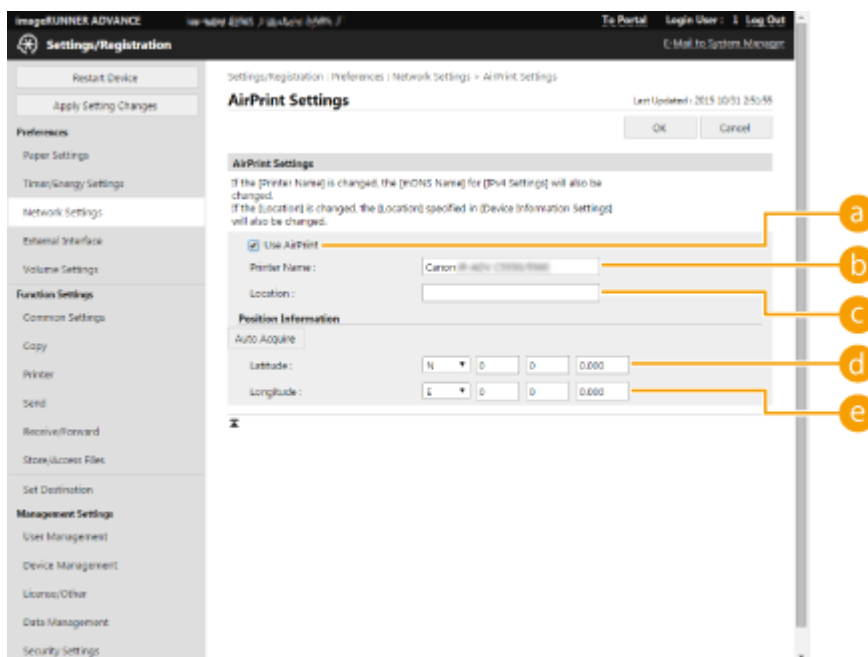 imageRUNNER ADVANCE
To Portal Login User : Log Out
Settings/Registration
E-Mail to System Manager
Restart Device
Apply Setting Changes
Preferences
Paper Settings
Timer/Energy Settings
Network Settings
External Interface
Volume Settings
Function Settings
Common Settings
Copy
Printer
Send
Receive/Forward
Store/Access Files
Set Destination
Management Settings
User Management
Device Management
License/Other
Data Management
Security Settings
Settings/Registration : Preferences : Network Settings > AirPrint Settings
AirPrint Settings
Last Updated : 2015 10/31 2:51:55
OK Cancel
AirPrint Settings
If the [Printer Name] is changed, the [mDNS Name] for [IPv4 Settings] will also be
changed.
If the [Location] is changed, the [Location] specified in [Device Information Settings]
will also be changed.
Use AirPrint
Printer Name : Canon
Location :
Position Information
Auto Acquire
Latitude : N 0 0 0.000
Longitude : E 0 0 0.000
a
b
c
d
e